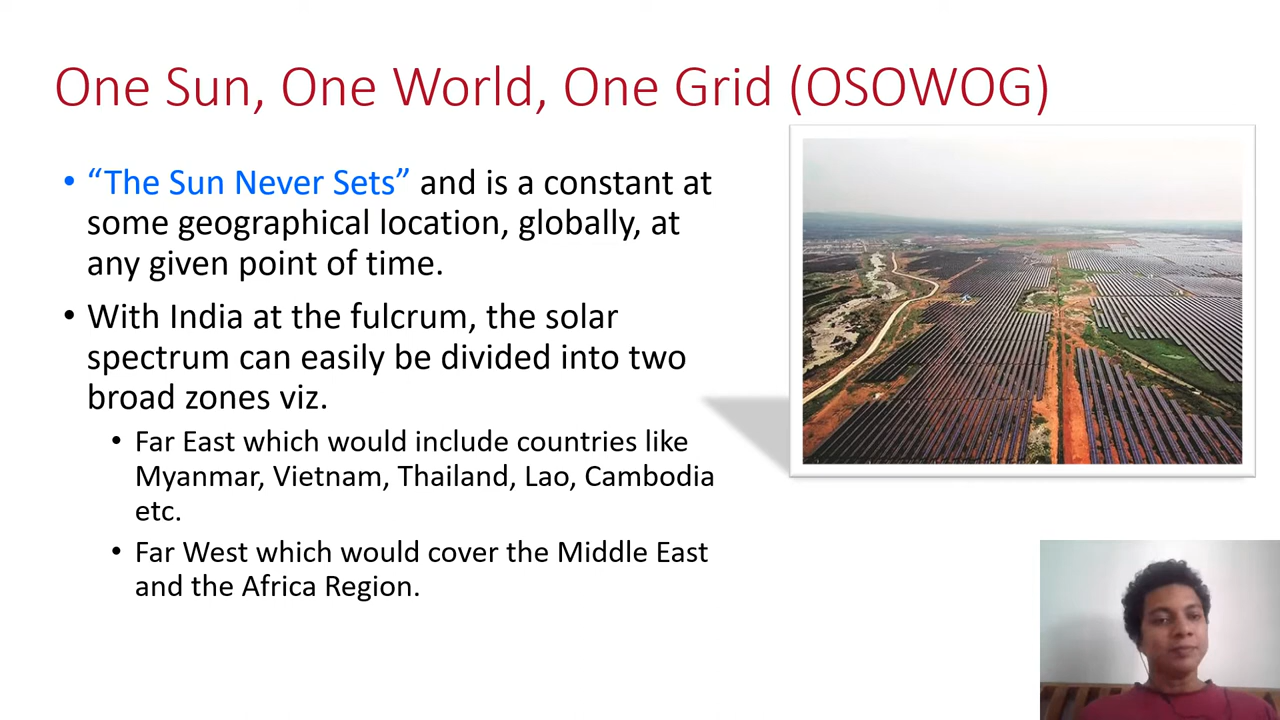 One Sun, One World, One Grid (OSOWOG)
• “The Sun Never Sets” and is a constant at
some geographical location, globally, at
any given point of time.
• With India at the fulcrum, the solar
spectrum can easily be divided into two
broad zones viz.
• Far East which would include countries like
Myanmar, Vietnam, Thailand, Lao, Cambodia
etc.
• Far West which would cover the Middle East
and the Africa Region.